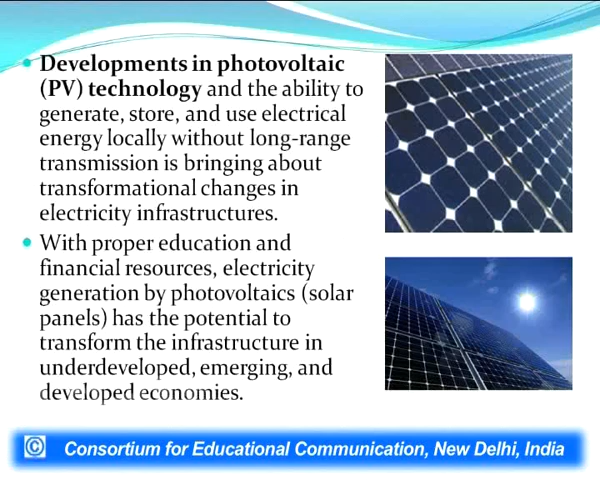 Developments in photovoltaic
(PV) technology and the ability to
generate, store, and use electrical
energy locally without long-range
transmission is bringing about
transformational changes in
electricity infrastructures.
With proper education and
financial resources, electricity
generation by photovoltaics (solar
panels) has the potential to
transform the infrastructure in
underdeveloped, emerging, and
developed economies.
© Consortium for Educational Communication, New Delhi, India